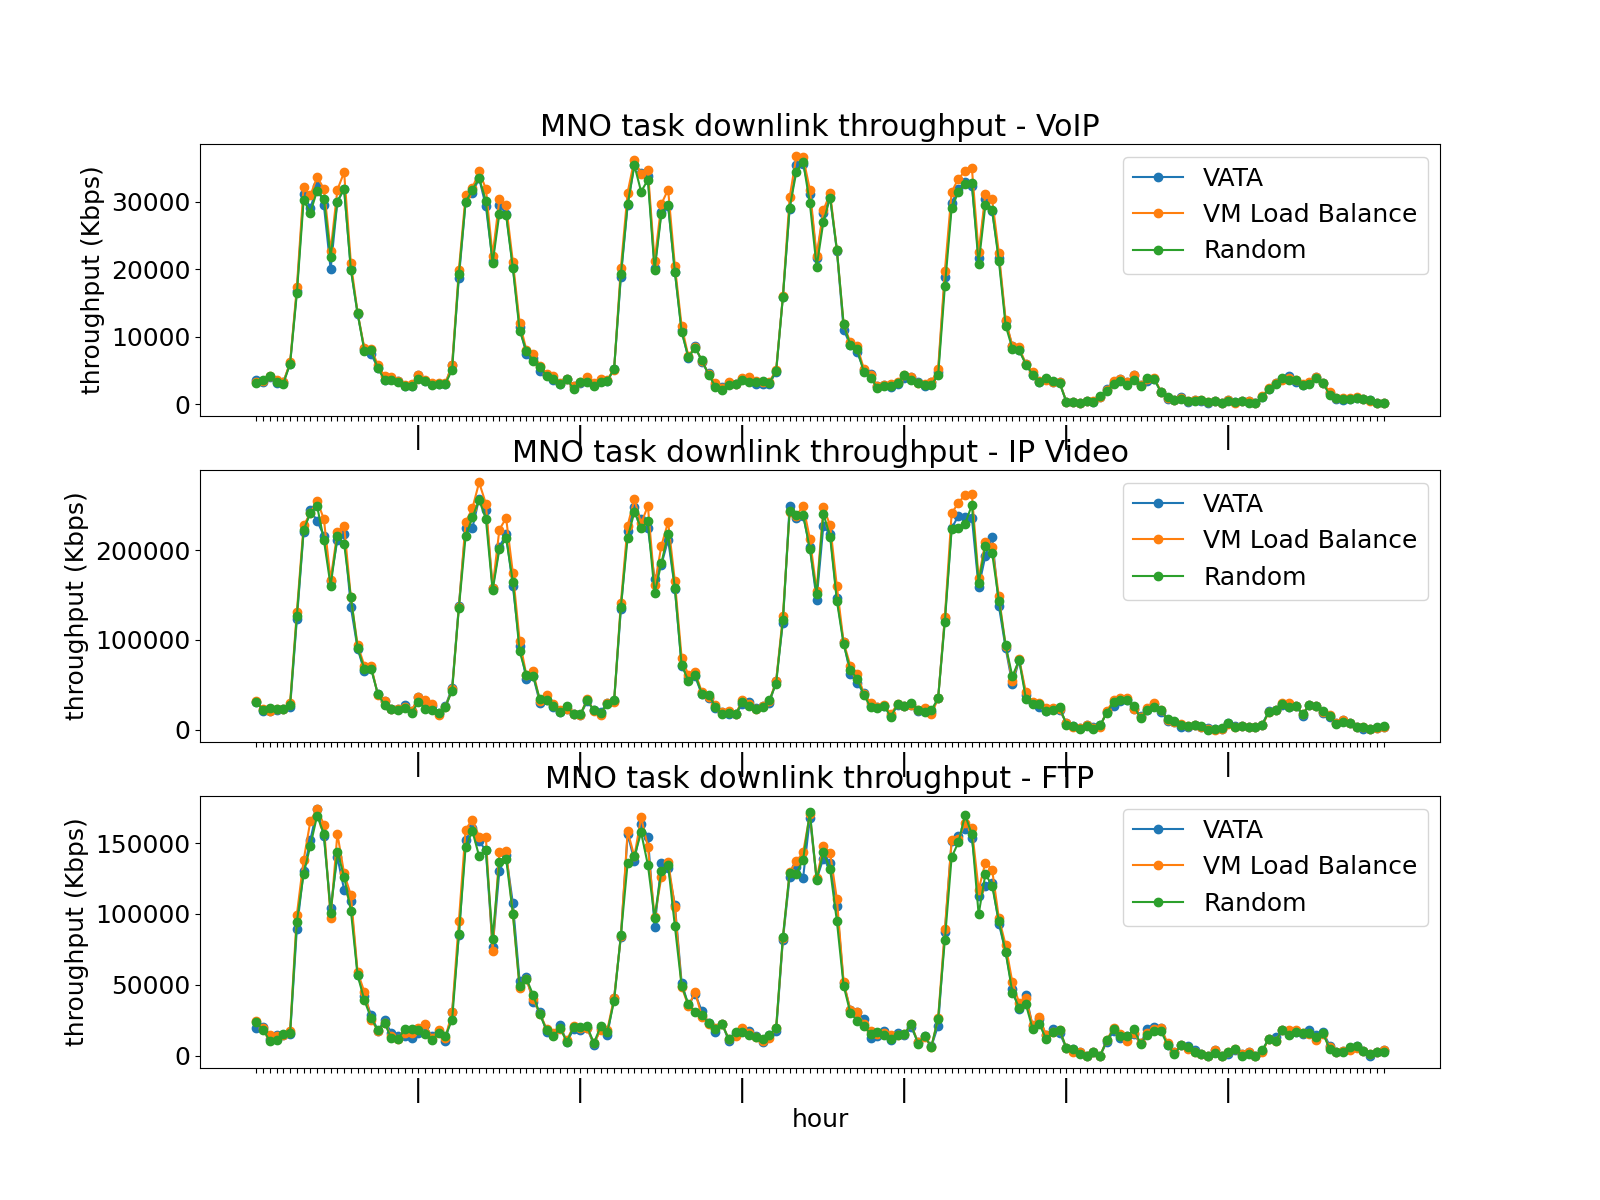 MNO task downlink throughput - VoIP
throughput (Kbps)
30000
20000
10000
0
VATA
VM Load Balance
Random
MNO task downlink throughput - IP Video
throughput (Kbps)
200000
100000
0
VATA
VM Load Balance
Random
MNO task downlink throughput - FTP
throughput (Kbps)
150000
100000
50000
0
VATA
VM Load Balance
Random
hour